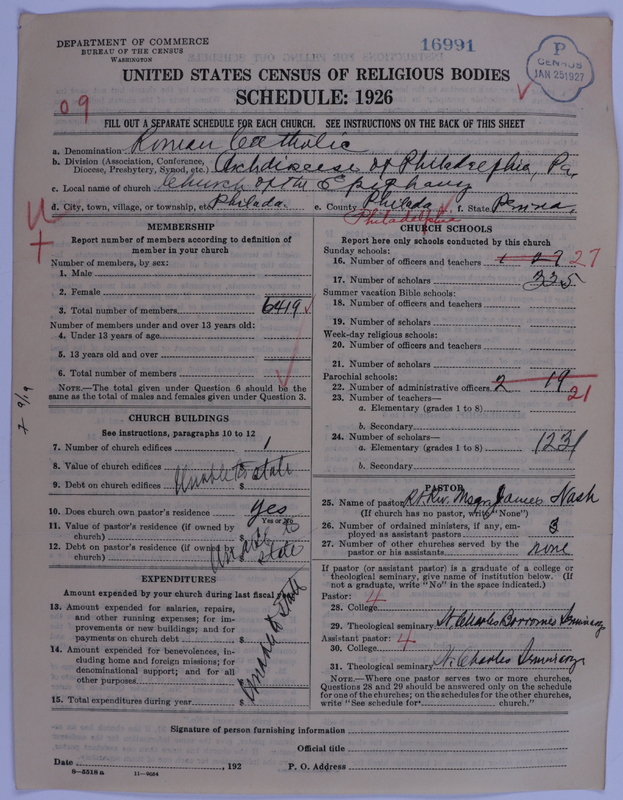 DEPARTMENT OF COMMERCE
BUREAU OF THE CENSUS
WASHINGTON
16991
P
CENSUS
JAN 25 1927
UNITED STATES CENSUS OF RELIGIOUS BODIES
SCHEDULE: 1926
09
FILL OUT A SEPARATE SCHEDULE FOR EACH CHURCH. SEE INSTRUCTIONS ON THE BACK OF THIS SHEET
a. Denomination Roman Catholic
b. Division (Association, Conference, Diocese, Presbytery, Synod, etc.) Archdiocese of Philadelphia, Pa.
c. Local name of church Church of the Epiphany
d. City, town, village, or township, etc. Philada. e. County Philada f. State Penna.
Philadelphia
MEMBERSHIP
Report number of members according to definition of
member in your church
Number of members, by sex:
1. Male
2. Female
3. Total number of members 6419
Number of members under and over 13 years old:
4. Under 13 years of age
5. 13 years old and over
6. Total number of members
NOTE.—The total given under Question 6 should be the
same as the total of males and females given under Question 3.
CHURCH BUILDINGS
See instructions, paragraphs 10 to 12
7. Number of church edifices 1
8. Value of church edifices $
Unable to state
9. Debt on church edifices $
10. Does church own pastor's residence yes
Yes or No
11. Value of pastor's residence (if owned by
church) $
12. Debt on pastor's residence (if owned by
church) $
Unable to state
EXPENDITURES
Amount expended by your church during last fiscal year
13. Amount expended for salaries, repairs,
and other running expenses; for im-
provements or new buildings; and for
payments on church debt $
14. Amount expended for benevolences, in-
cluding home and foreign missions; for
denominational support; and for all
other purposes $
15. Total expenditures during year $
Unable to state
CHURCH SCHOOLS
Report here only schools conducted by this church
Sunday schools:
16. Number of officers and teachers 27
17. Number of scholars 335
Summer vacation Bible schools:
18. Number of officers and teachers
19. Number of scholars
Week-day religious schools:
20. Number of officers and teachers
21. Number of scholars
Parochial schools:
22. Number of administrative officers 2 19
21
23. Number of teachers—
a. Elementary (grades 1 to 8)
b. Secondary
24. Number of scholars—
a. Elementary (grades 1 to 8) 1231
b. Secondary
PASTOR
25. Name of pastor Rt. Rev. Msgr. James Nash
(If church has no pastor, write "None")
26. Number of ordained ministers, if any, em-
ployed as assistant pastors 3
27. Number of other churches served by the
pastor or his assistants none
If pastor (or assistant pastor) is a graduate of a college or
theological seminary, give name of institution below. (If
not a graduate, write "No" in the space indicated.)
Pastor: 4
28. College
29. Theological seminary St. Charles Borromeo Seminary
Assistant pastor: 4
30. College
31. Theological seminary St. Charles Seminary
NOTE.—Where one pastor serves two or more churches,
Questions 28 and 29 should be answered only on the schedule
for one of the churches; on the schedules for the other churches,
write "See schedule for church."
Signature of person furnishing information
Official title
Date , 192 P. O. Address
8-5518a 11-9064